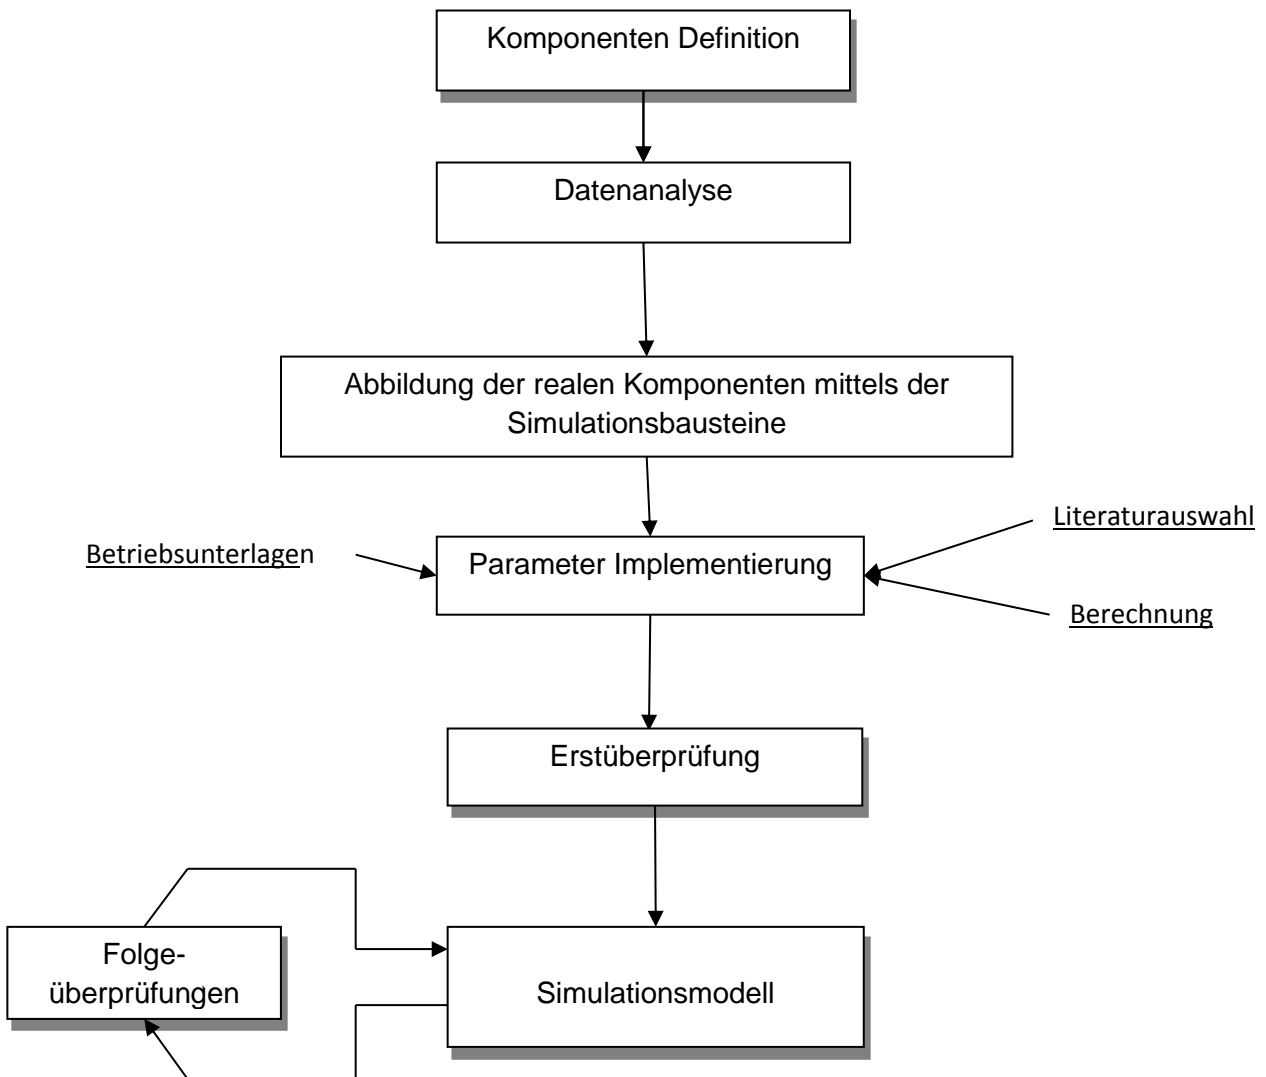 Komponenten Definition
Datenanalyse
Abbildung der realen Komponenten mittels der
Simulationsbausteine
Literaturauswahl
Betriebsunterlagen
Parameter Implementierung
Berechnung
Erstüberprüfung
Folge-
überprüfungen
Simulationsmodell